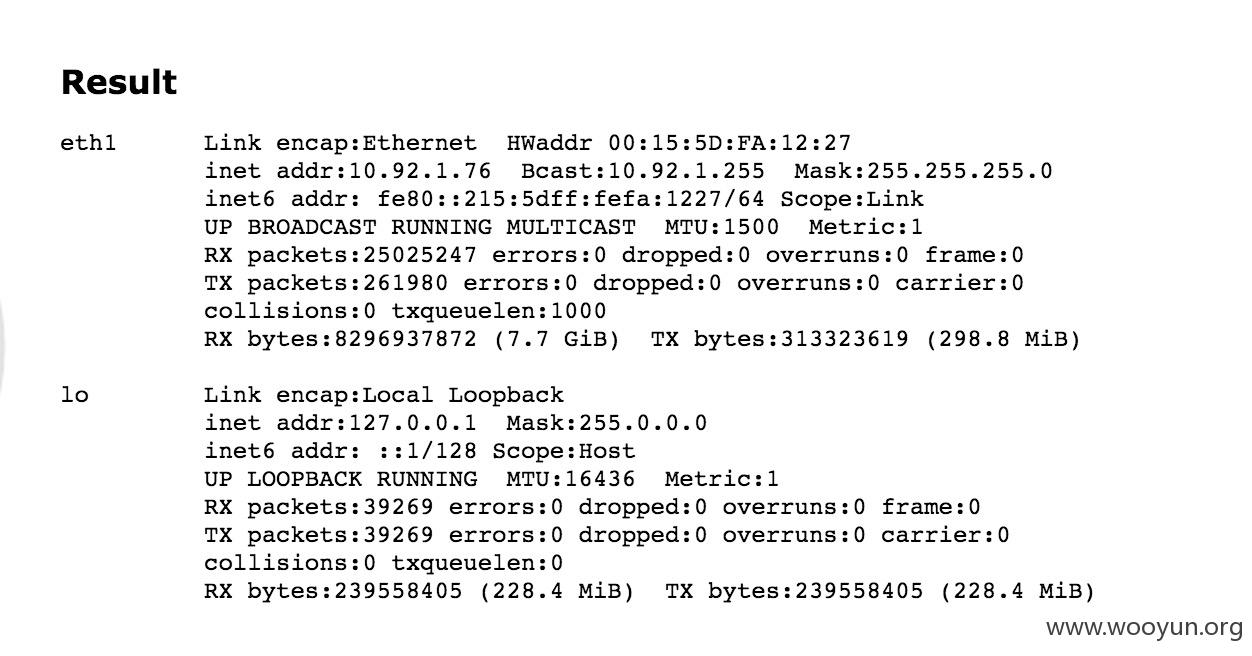 Result
eth1 Link encap:Ethernet HWaddr 00:15:5D:FA:12:27
inet addr:10.92.1.76 Bcast:10.92.1.255 Mask:255.255.255.0
inet6 addr: fe80::215:5dff:fefa:1227/64 Scope:Link
UP BROADCAST RUNNING MULTICAST MTU:1500 Metric:1
RX packets:25025247 errors:0 dropped:0 overruns:0 frame:0
TX packets:261980 errors:0 dropped:0 overruns:0 carrier:0
collisions:0 txqueuelen:1000
RX bytes:8296937872 (7.7 GiB) TX bytes:313323619 (298.8 MiB)
lo Link encap:Local Loopback
inet addr:127.0.0.1 Mask:255.0.0.0
inet6 addr: ::1/128 Scope:Host
UP LOOPBACK RUNNING MTU:16436 Metric:1
RX packets:39269 errors:0 dropped:0 overruns:0 frame:0
TX packets:39269 errors:0 dropped:0 overruns:0 carrier:0
collisions:0 txqueuelen:0
RX bytes:239558405 (228.4 MiB) TX bytes:239558405 (228.4 MiB)
www.wooyun.org